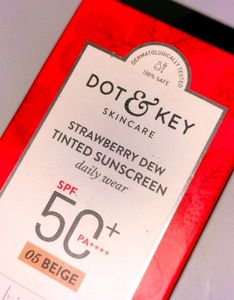 DERMATOLOGICALLY TESTED
100% SAFE
DOT & KEY
SKINCARE
STRAWBERRY DEW
TINTED SUNSCREEN
daily wear
SPF
50+
PA++++
05 BEIGE